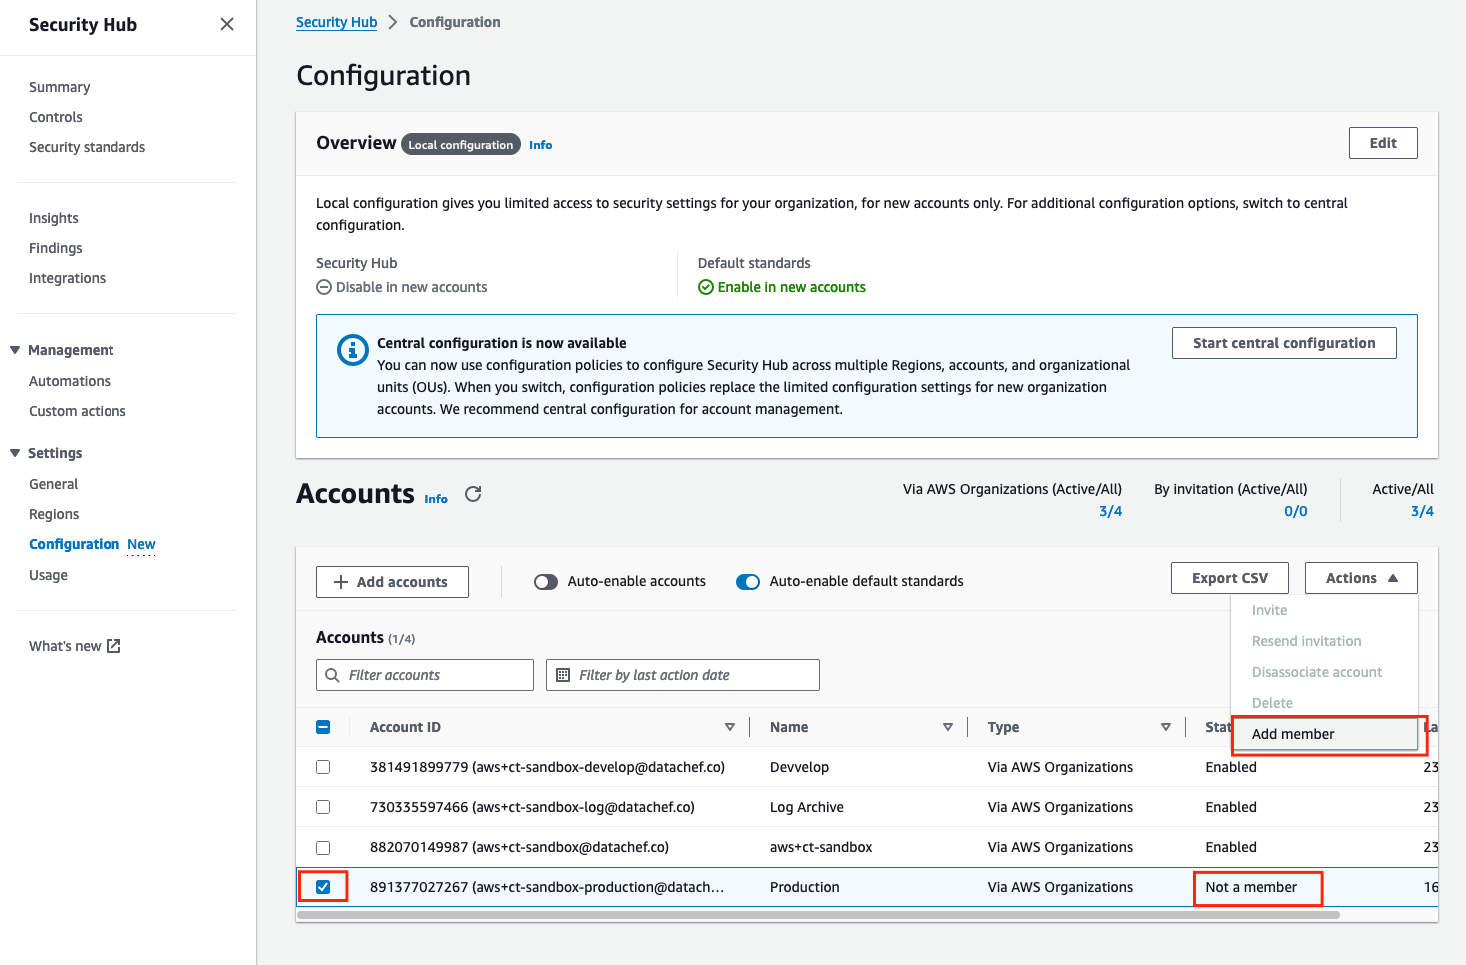 Security Hub
Summary
Controls
Security standards
Insights
Findings
Integrations
Management
Automations
Custom actions
Settings
General
Regions
Configuration New
Usage
What's new
Security Hub > Configuration
Configuration
Overview Local configuration Info
Edit
Local configuration gives you limited access to security settings for your organization, for new accounts only. For additional configuration options, switch to central
configuration.
Security Hub
Disable in new accounts
Default standards
Enable in new accounts
Central configuration is now available
You can now use configuration policies to configure Security Hub across multiple Regions, accounts, and organizational
units (OUs). When you switch, configuration policies replace the limited configuration settings for new organization
accounts. We recommend central configuration for account management.
Start central configuration
Accounts Info
Via AWS Organizations (Active/All)
3/4
By invitation (Active/All)
0/0
Active/All
3/4
+ Add accounts
Auto-enable accounts
Auto-enable default standards
Export CSV
Actions
Invite
Resend invitation
Disassociate account
Delete
Add member
Accounts (1/4)
Filter accounts
Filter by last action date
Account ID Name Type Stat La
381491899779 (aws+ct-sandbox-develop@datachef.co) Devvelop Via AWS Organizations Enabled 23
730335597466 (aws+ct-sandbox-log@datachef.co) Log Archive Via AWS Organizations Enabled 23
882070149987 (aws+ct-sandbox@datachef.co) aws+ct-sandbox Via AWS Organizations Enabled 23
891377027267 (aws+ct-sandbox-production@datach... Production Via AWS Organizations Not a member 16